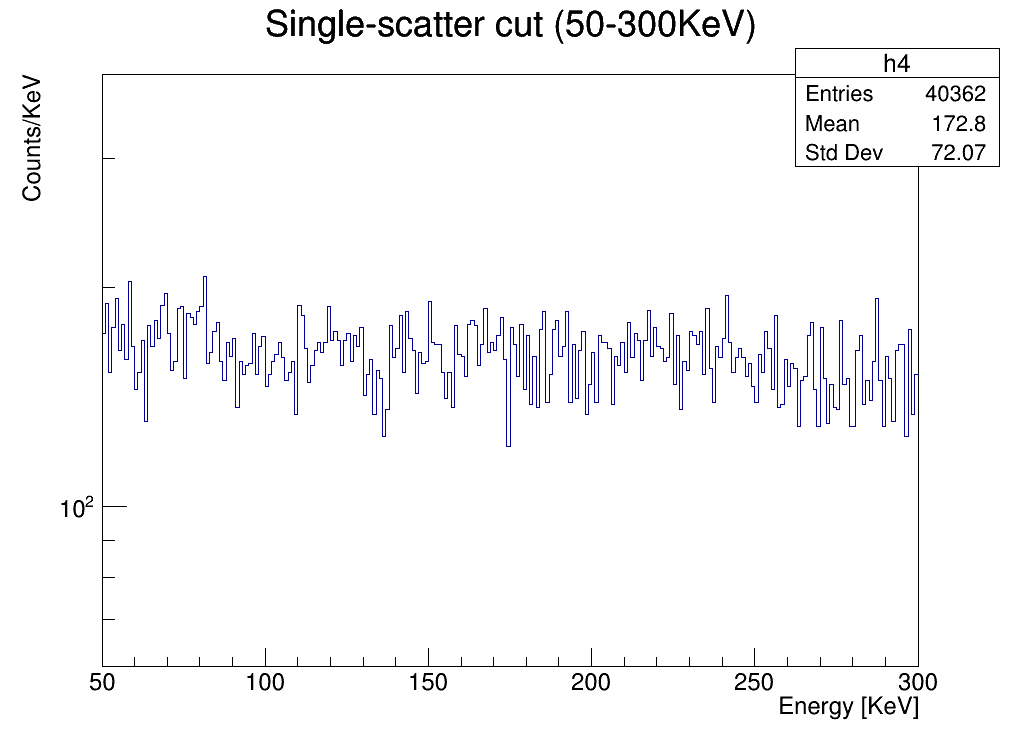 Single-scatter cut (50-300KeV)
h4
Entries 40362
Mean 172.8
Std Dev 72.07
Counts/KeV
10²
50 100 150 200 250 300
Energy [KeV]